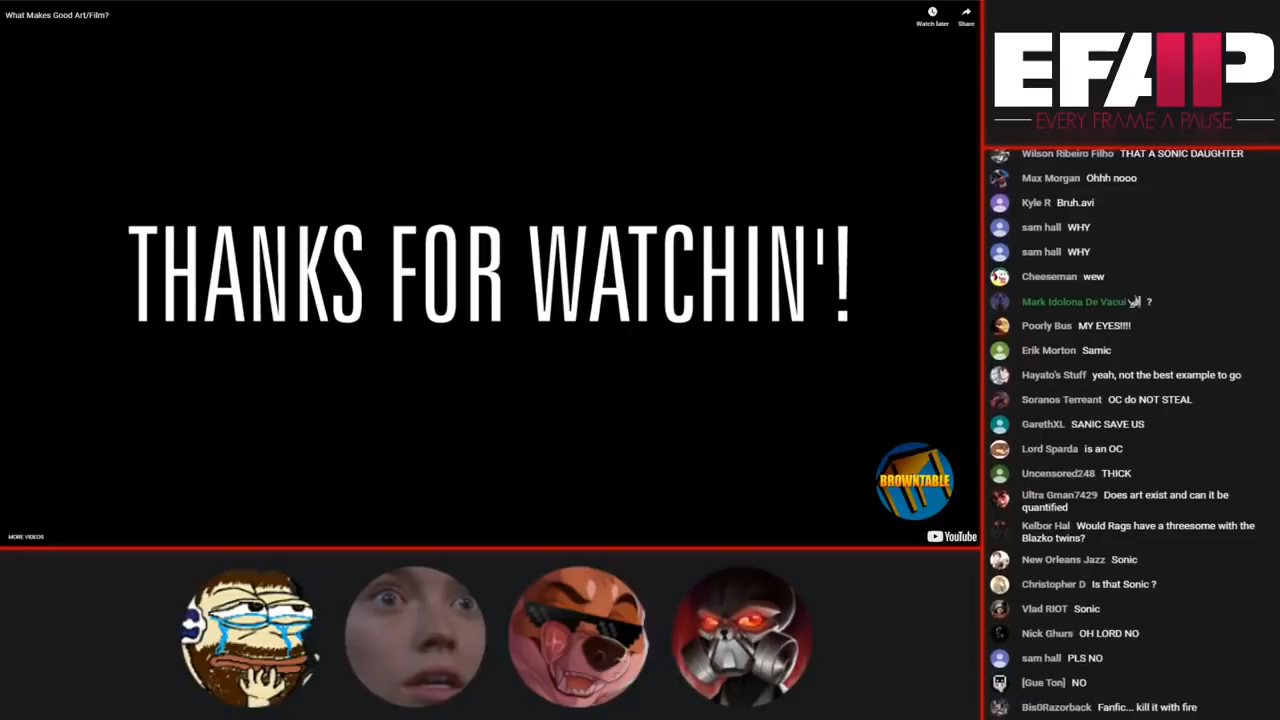 What Makes Good Art/Film?
Watch later
Share
THANKS FOR WATCHIN'!
BROWNTABLE
MORE VIDEOS
YouTube
EFAP
EVERY FRAME A PAUSE
Wilson Ribeiro Filho THAT A SONIC DAUGHTER
Max Morgan Ohhh nooo
Kyle R Bruh.avi
sam hall WHY
sam hall WHY
Cheeseman wew
Mark Idolona De Vacui ?
Poorly Bus MY EYES!!!!
Erik Morton Samic
Hayato's Stuff yeah, not the best example to go
Soranos Terreant OC do NOT STEAL
GarethXL SANIC SAVE US
Lord Sparda is an OC
Uncensored248 THICK
Ultra Gman7429 Does art exist and can it be
quantified
Kelbor Hal Would Rags have a threesome with the
Blazko twins?
New Orleans Jazz Sonic
Christopher D Is that Sonic ?
Vlad RIOT Sonic
Nick Ghurs OH LORD NO
sam hall PLS NO
[Gue Ton] NO
Bis0Razorback Fanfic... kill it with fire